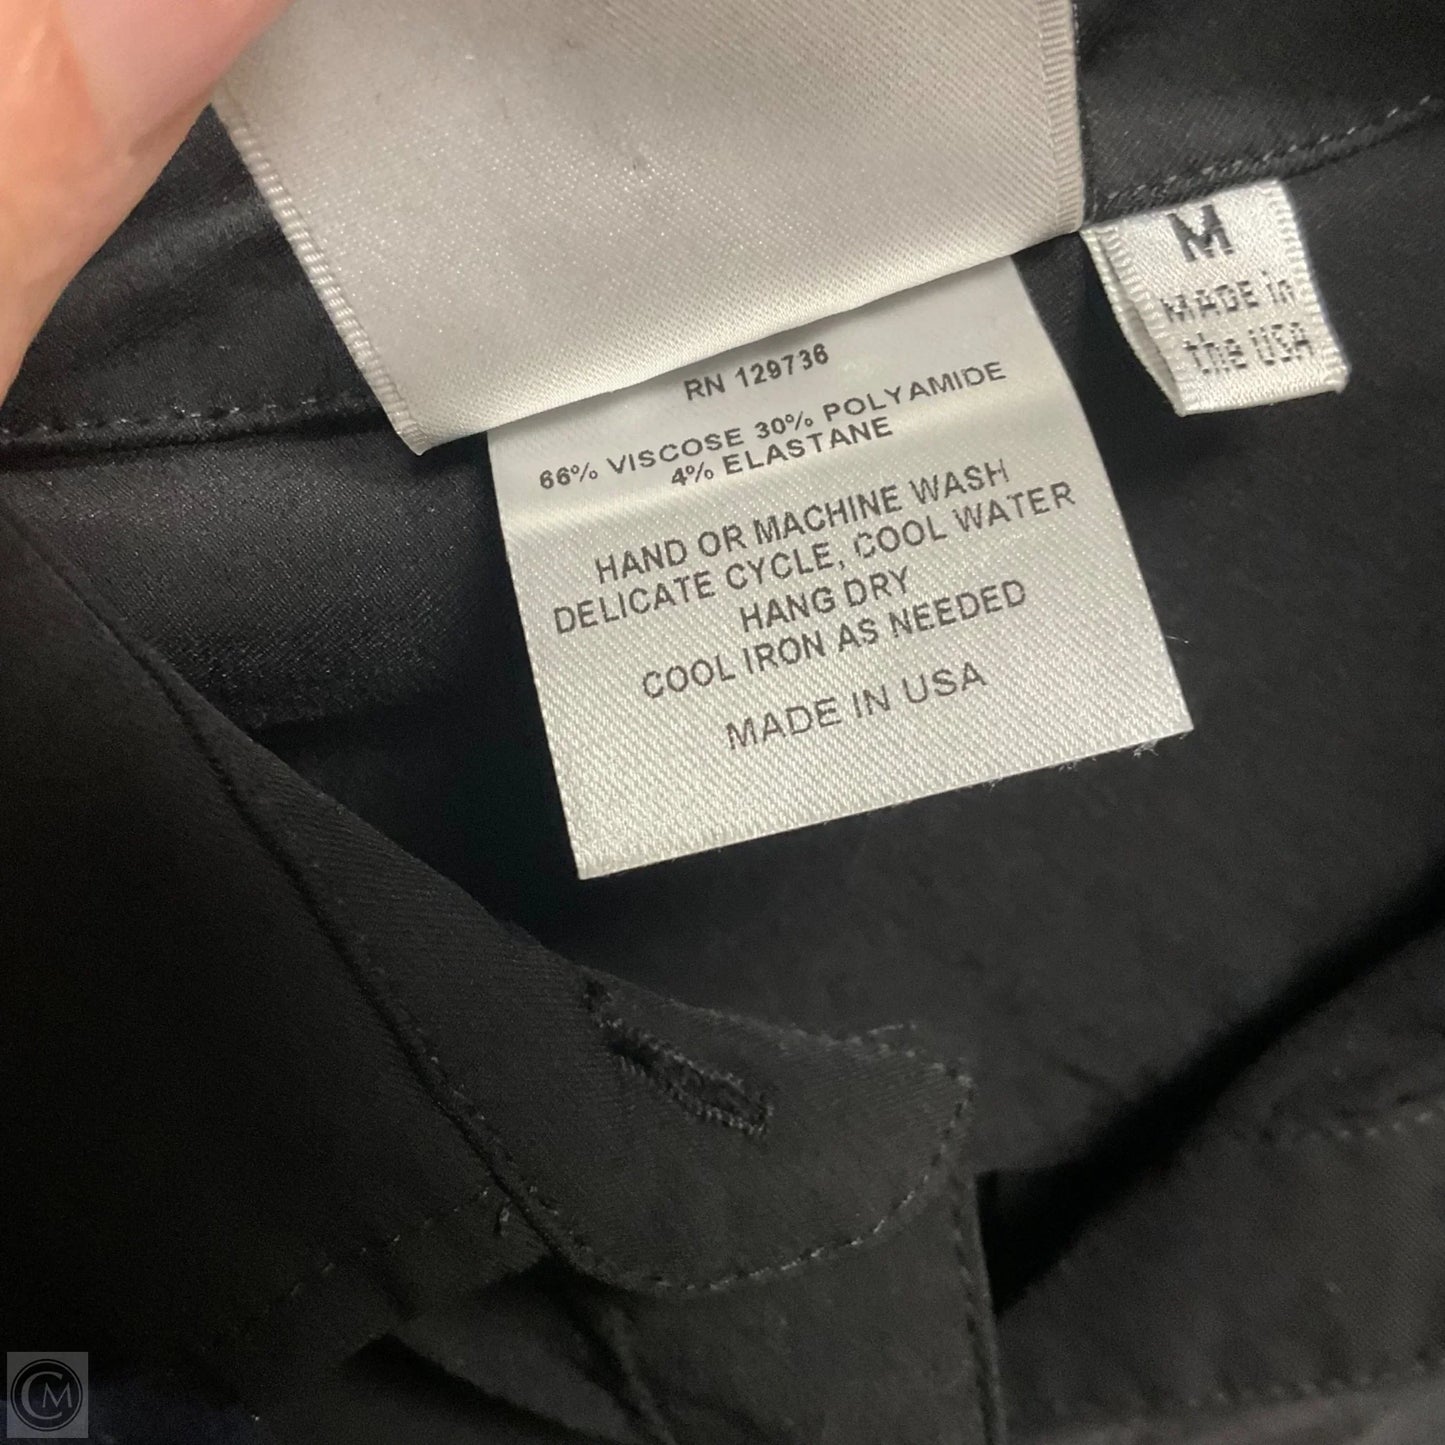 M
MADE in
the USA
RN 129736
66% VISCOSE 30% POLYAMIDE
4% ELASTANE
HAND OR MACHINE WASH
DELICATE CYCLE, COOL WATER
HANG DRY
COOL IRON AS NEEDED
MADE IN USA
CM